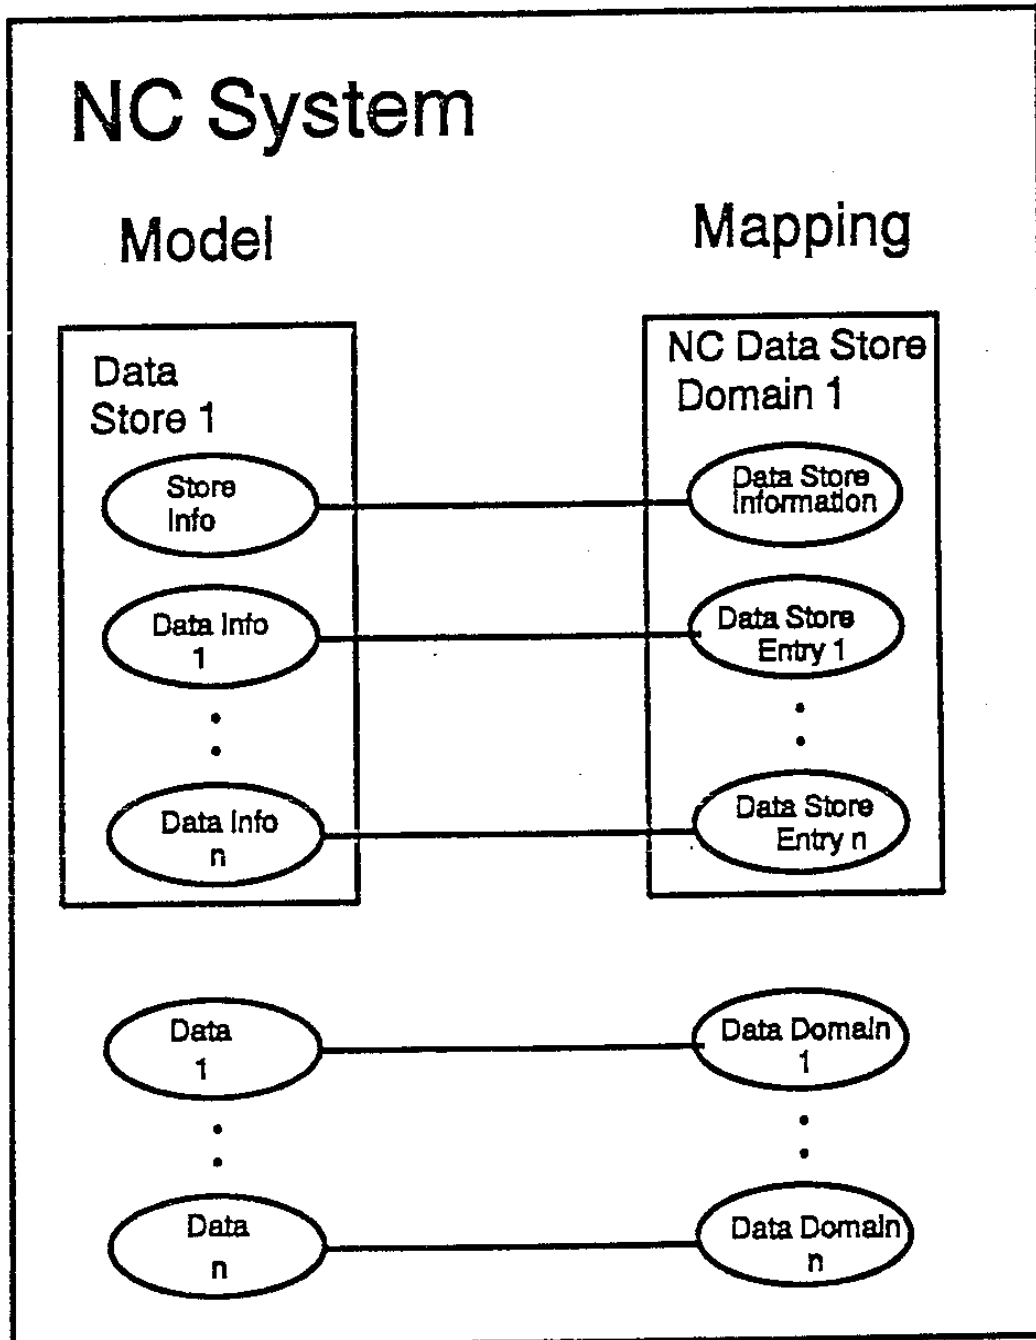 NC System
Model
Mapping
Data
Store 1
NC Data Store
Domain 1
Store
Info
Data Store
Information
Data Info
1
Data Store
Entry 1
Data Info
n
Data Store
Entry n
Data
1
Data Domain
1
Data
n
Data Domain
n